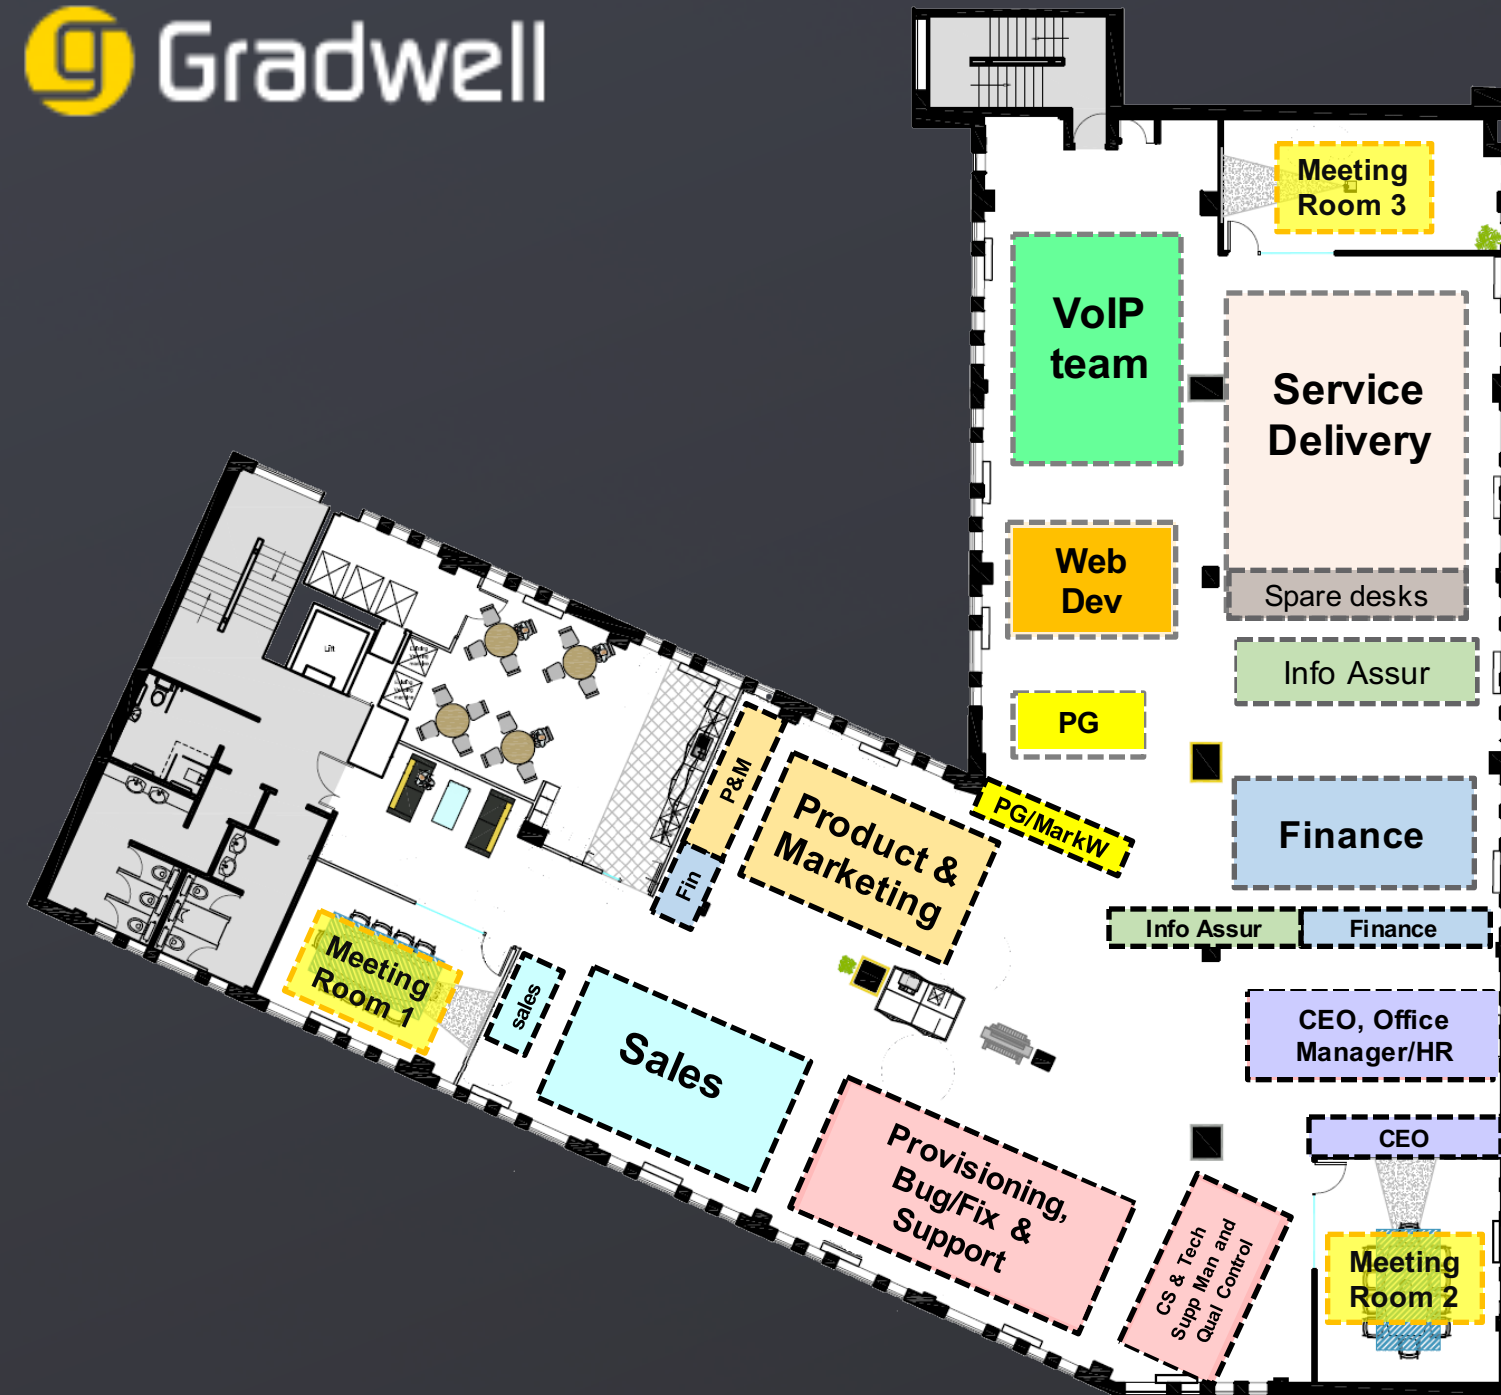 Gradwell
Meeting
Room 3
VoIP
team
Service
Delivery
Web
Dev
Spare desks
Info Assur
PG
Lift
P&M
Fin
Product &
Marketing
PG/MarkW
Finance
Info Assur
Finance
Meeting
Room 1
sales
Sales
CEO, Office
Manager/HR
CEO
Provisioning,
Bug/Fix &
Support
CS & Tech
Supp Man and
Qual Control
Meeting
Room 2